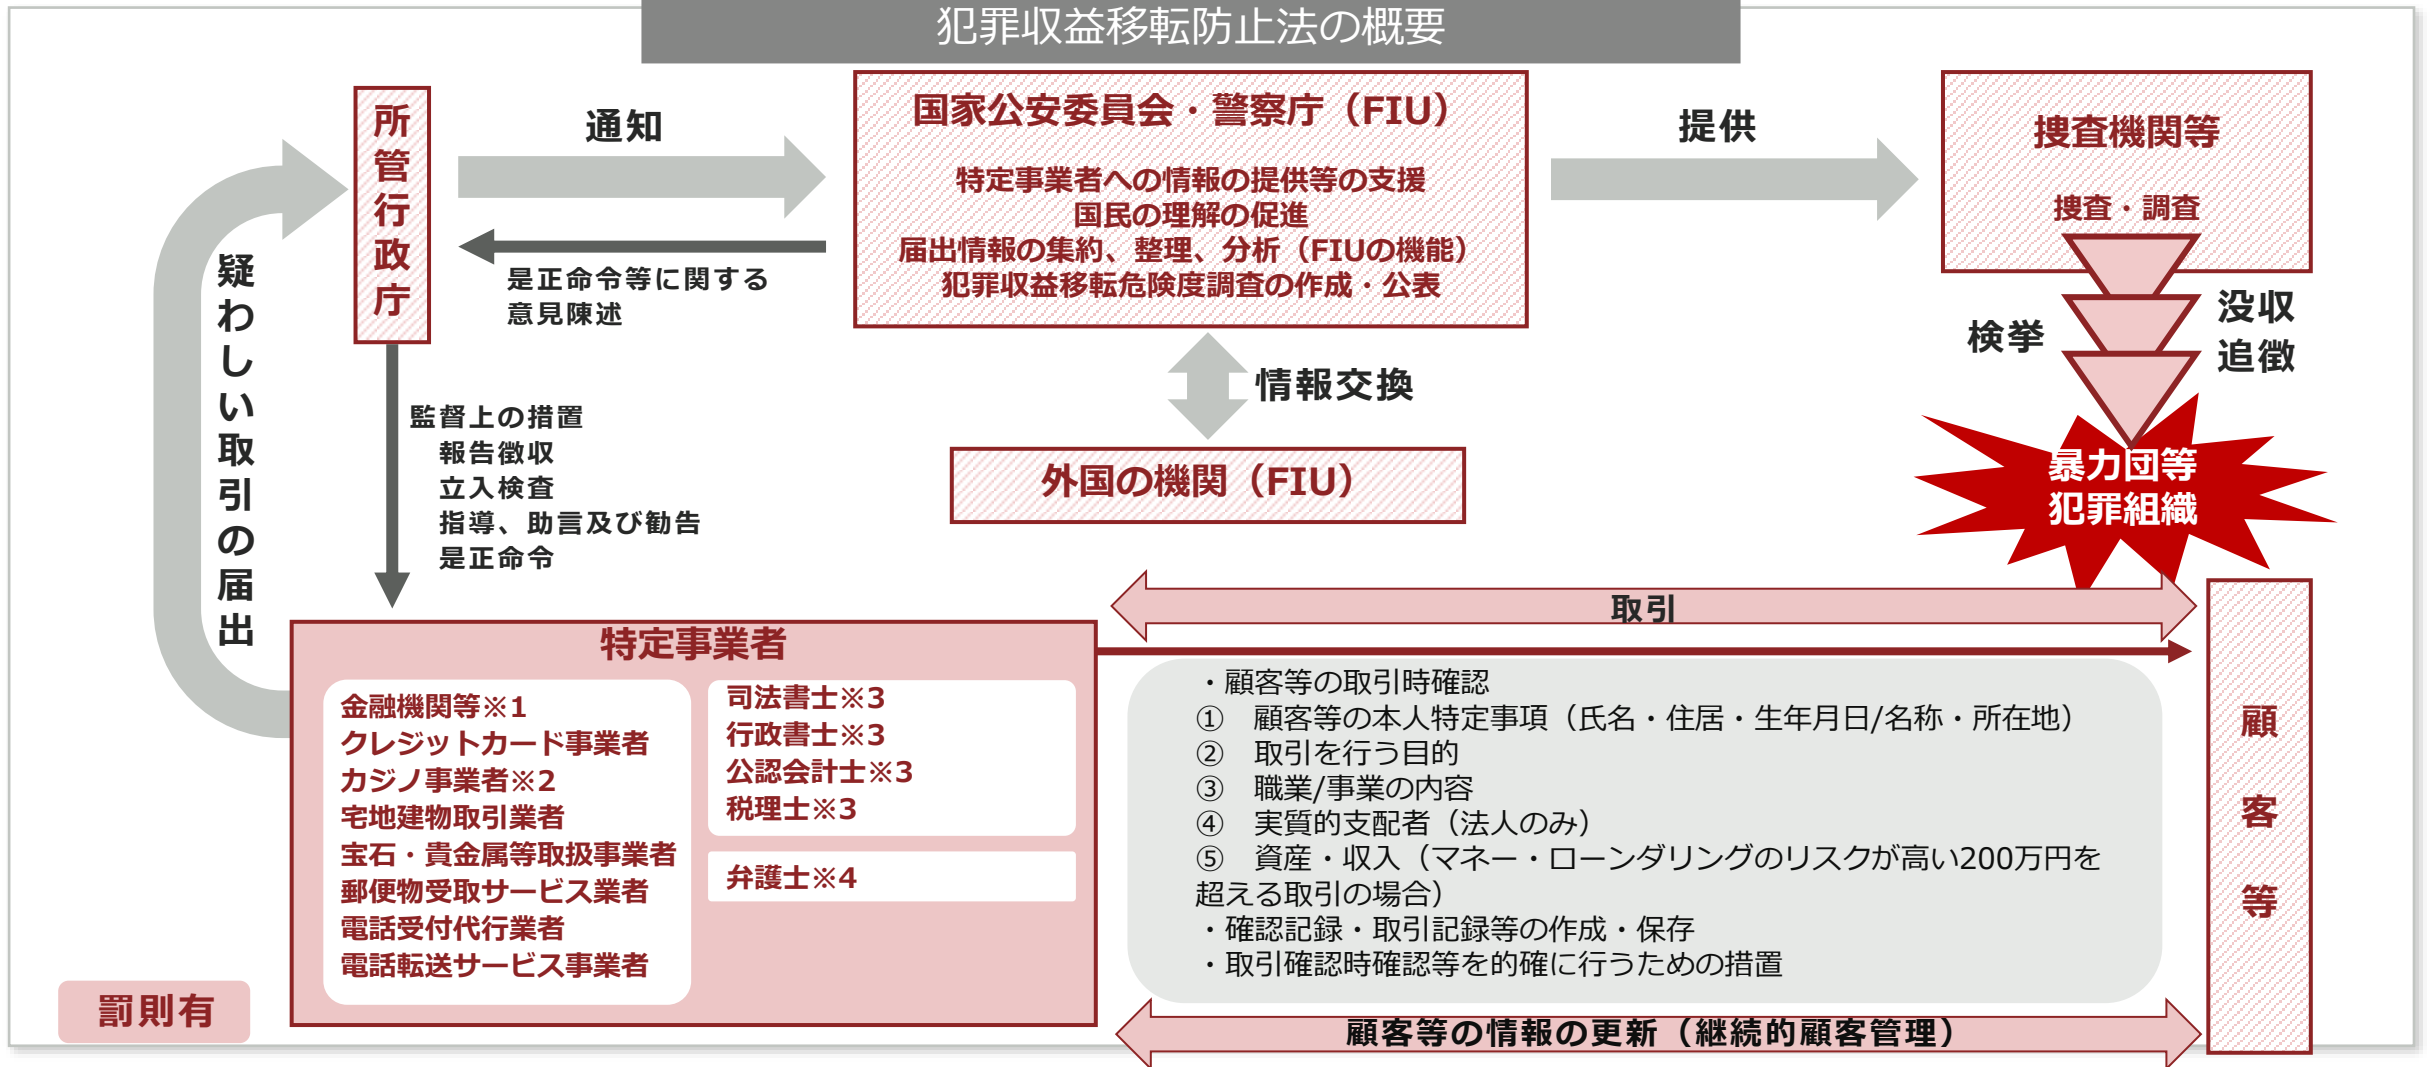 犯罪収益移転防止法の概要
所管行政庁
通知
国家公安委員会・警察庁（FIU）
特定事業者への情報の提供等の支援
国民の理解の促進
届出情報の集約、整理、分析（FIUの機能）
犯罪収益移転危険度調査の作成・公表
提供
捜査機関等
捜査・調査
是正命令等に関する
意見陳述
疑わしい取引の届出
監督上の措置
報告徴収
立入検査
指導、助言及び勧告
是正命令
情報交換
外国の機関（FIU）
検挙
没収
追徴
暴力団等
犯罪組織
取引
特定事業者
金融機関等※1
クレジットカード事業者
カジノ事業者※2
宅地建物取引業者
宝石・貴金属等取扱事業者
郵便物受取サービス業者
電話受付代行業者
電話転送サービス事業者
司法書士※3
行政書士※3
公認会計士※3
税理士※3
弁護士※4
・顧客等の取引時確認
①　顧客等の本人特定事項（氏名・住居・生年月日/名称・所在地）
②　取引を行う目的
③　職業/事業の内容
④　実質的支配者（法人のみ）
⑤　資産・収入（マネー・ローンダリングのリスクが高い200万円を
超える取引の場合）
・確認記録・取引記録等の作成・保存
・取引確認時確認等を的確に行うための措置
顧客等
顧客等の情報の更新（継続的顧客管理）
罰則有